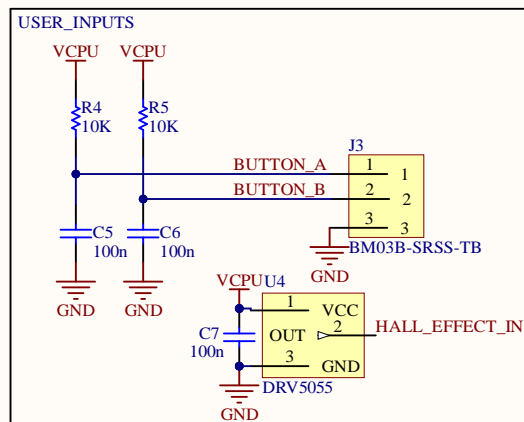 USER_INPUTS
VCPU VCPU
R4 R5
10K 10K
J3
BUTTON_A 1 1
BUTTON_B 2 2
3 3
C5 C6
100n 100n
BM03B-SRSS-TB
GND GND GND
VCPU U4
1 VCC
C7 OUT 2 HALL_EFFECT_IN
100n 3 GND
DRV5055
GND